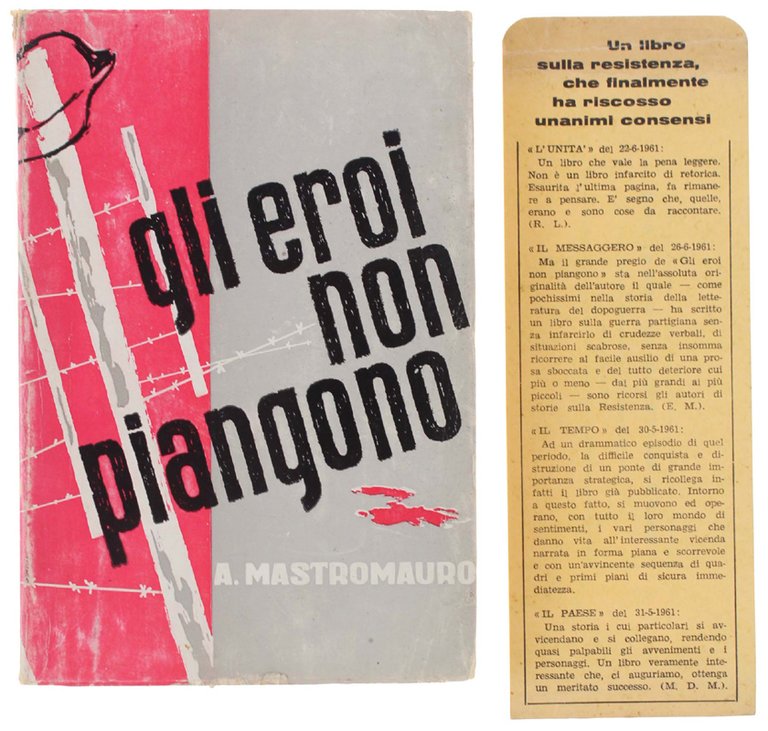 gli eroi
non
piangono
A. MASTROMAURO
Un libro
sulla resistenza,
che finalmente
ha riscosso
unanimi consensi
« L'UNITA' » del 22-6-1961:
Un libro che vale la pena leggere.
Non è un libro infarcito di retorica.
Esaurita l'ultima pagina, fa rimane-
re a pensare. E' segno che, quelle,
erano e sono cose da raccontare.
(R. L.).
« IL MESSAGGERO » del 26-6-1961:
Ma il grande pregio de « Gli eroi
non piangono » sta nell'assoluta ori-
ginalità dell'autore il quale — come
pochissimi nella storia della lette-
ratura del dopoguerra — ha scritto
un libro sulla guerra partigiana sen-
za infarcirlo di crudezze verbali, di
situazioni scabrose, senza insomma
ricorrere al facile ausilio di una pro-
sa sboccata e del tutto deteriore cui
più o meno — dai più grandi ai più
piccoli — sono ricorsi gli autori di
storie sulla Resistenza. (E. M.).
« IL TEMPO » del 30-5-1961:
Ad un drammatico episodio di quel
periodo, la difficile conquista e di-
struzione di un ponte di grande im-
portanza strategica, si ricollega in-
fatti il libro già pubblicato. Intorno
a questo fatto, si muovono ed ope-
rano, con tutto il loro mondo di
sentimenti, i vari personaggi che
danno vita all'interessante vicenda
narrata in forma piana e scorrevole
e con un'avvincente sequenza di qua-
dri e primi piani di sicura imme-
diatezza.
« IL PAESE » del 31-5-1961:
Una storia i cui particolari si av-
vicendano e si collegano, rendendo
quasi palpabili gli avvenimenti e i
personaggi. Un libro veramente inte-
ressante che, ci auguriamo, ottenga
un meritato successo. (M. D. M.).